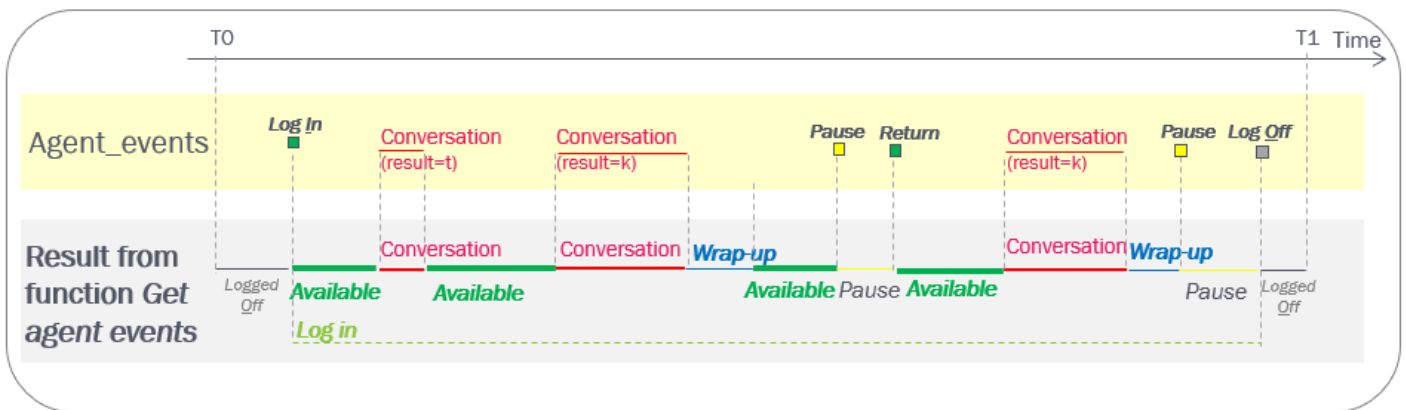 T0
T1 Time
Agent_events
Log In
Conversation
(result=t)
Conversation
(result=k)
Pause
Return
Conversation
(result=k)
Pause
Log Off
Result from
function Get
agent events
Logged
Off
Available
Conversation
Available
Conversation
Wrap-up
Available
Pause
Available
Conversation
Wrap-up
Pause
Logged
Off
Log in